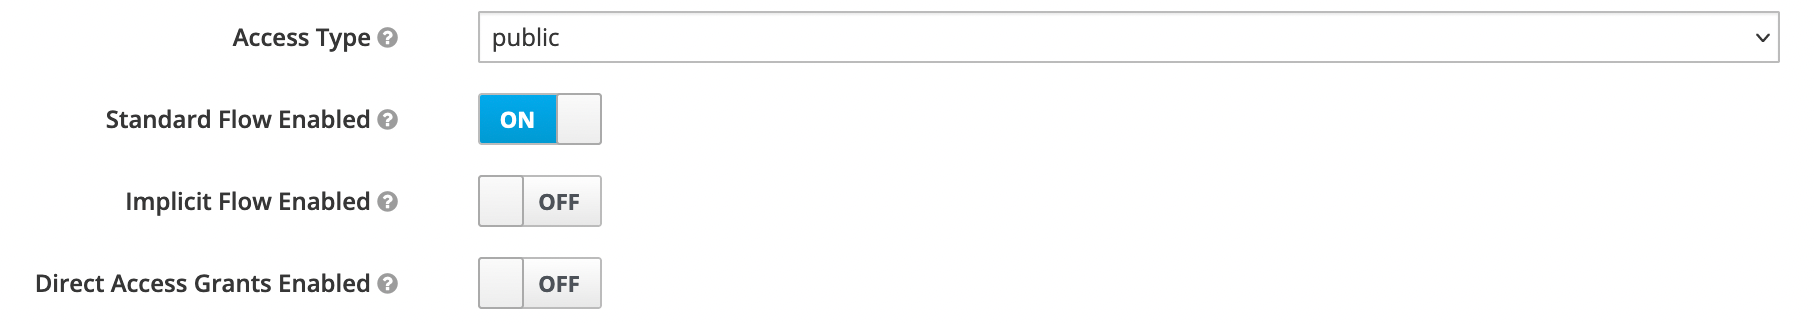 Access Type ? public
Standard Flow Enabled ? ON
Implicit Flow Enabled ? OFF
Direct Access Grants Enabled ? OFF